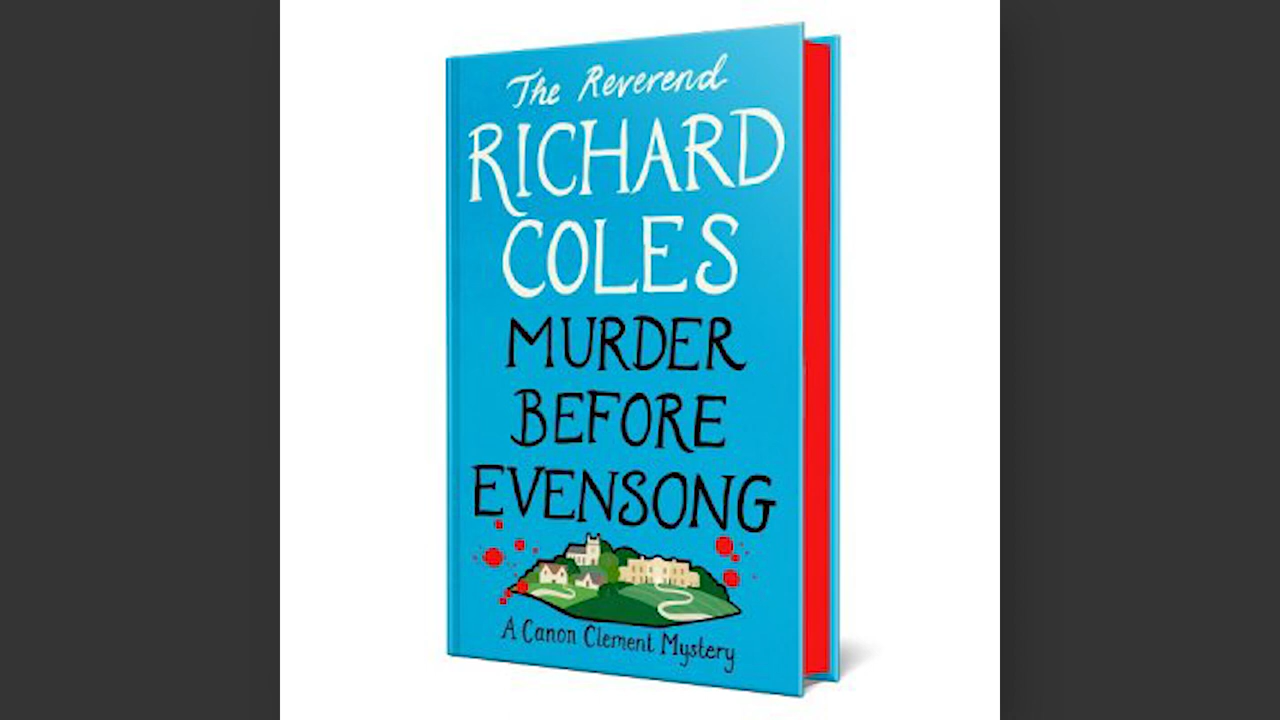 The Reverend
RICHARD
COLES
MURDER
BEFORE
EVENSONG
A Canon Clement Mystery